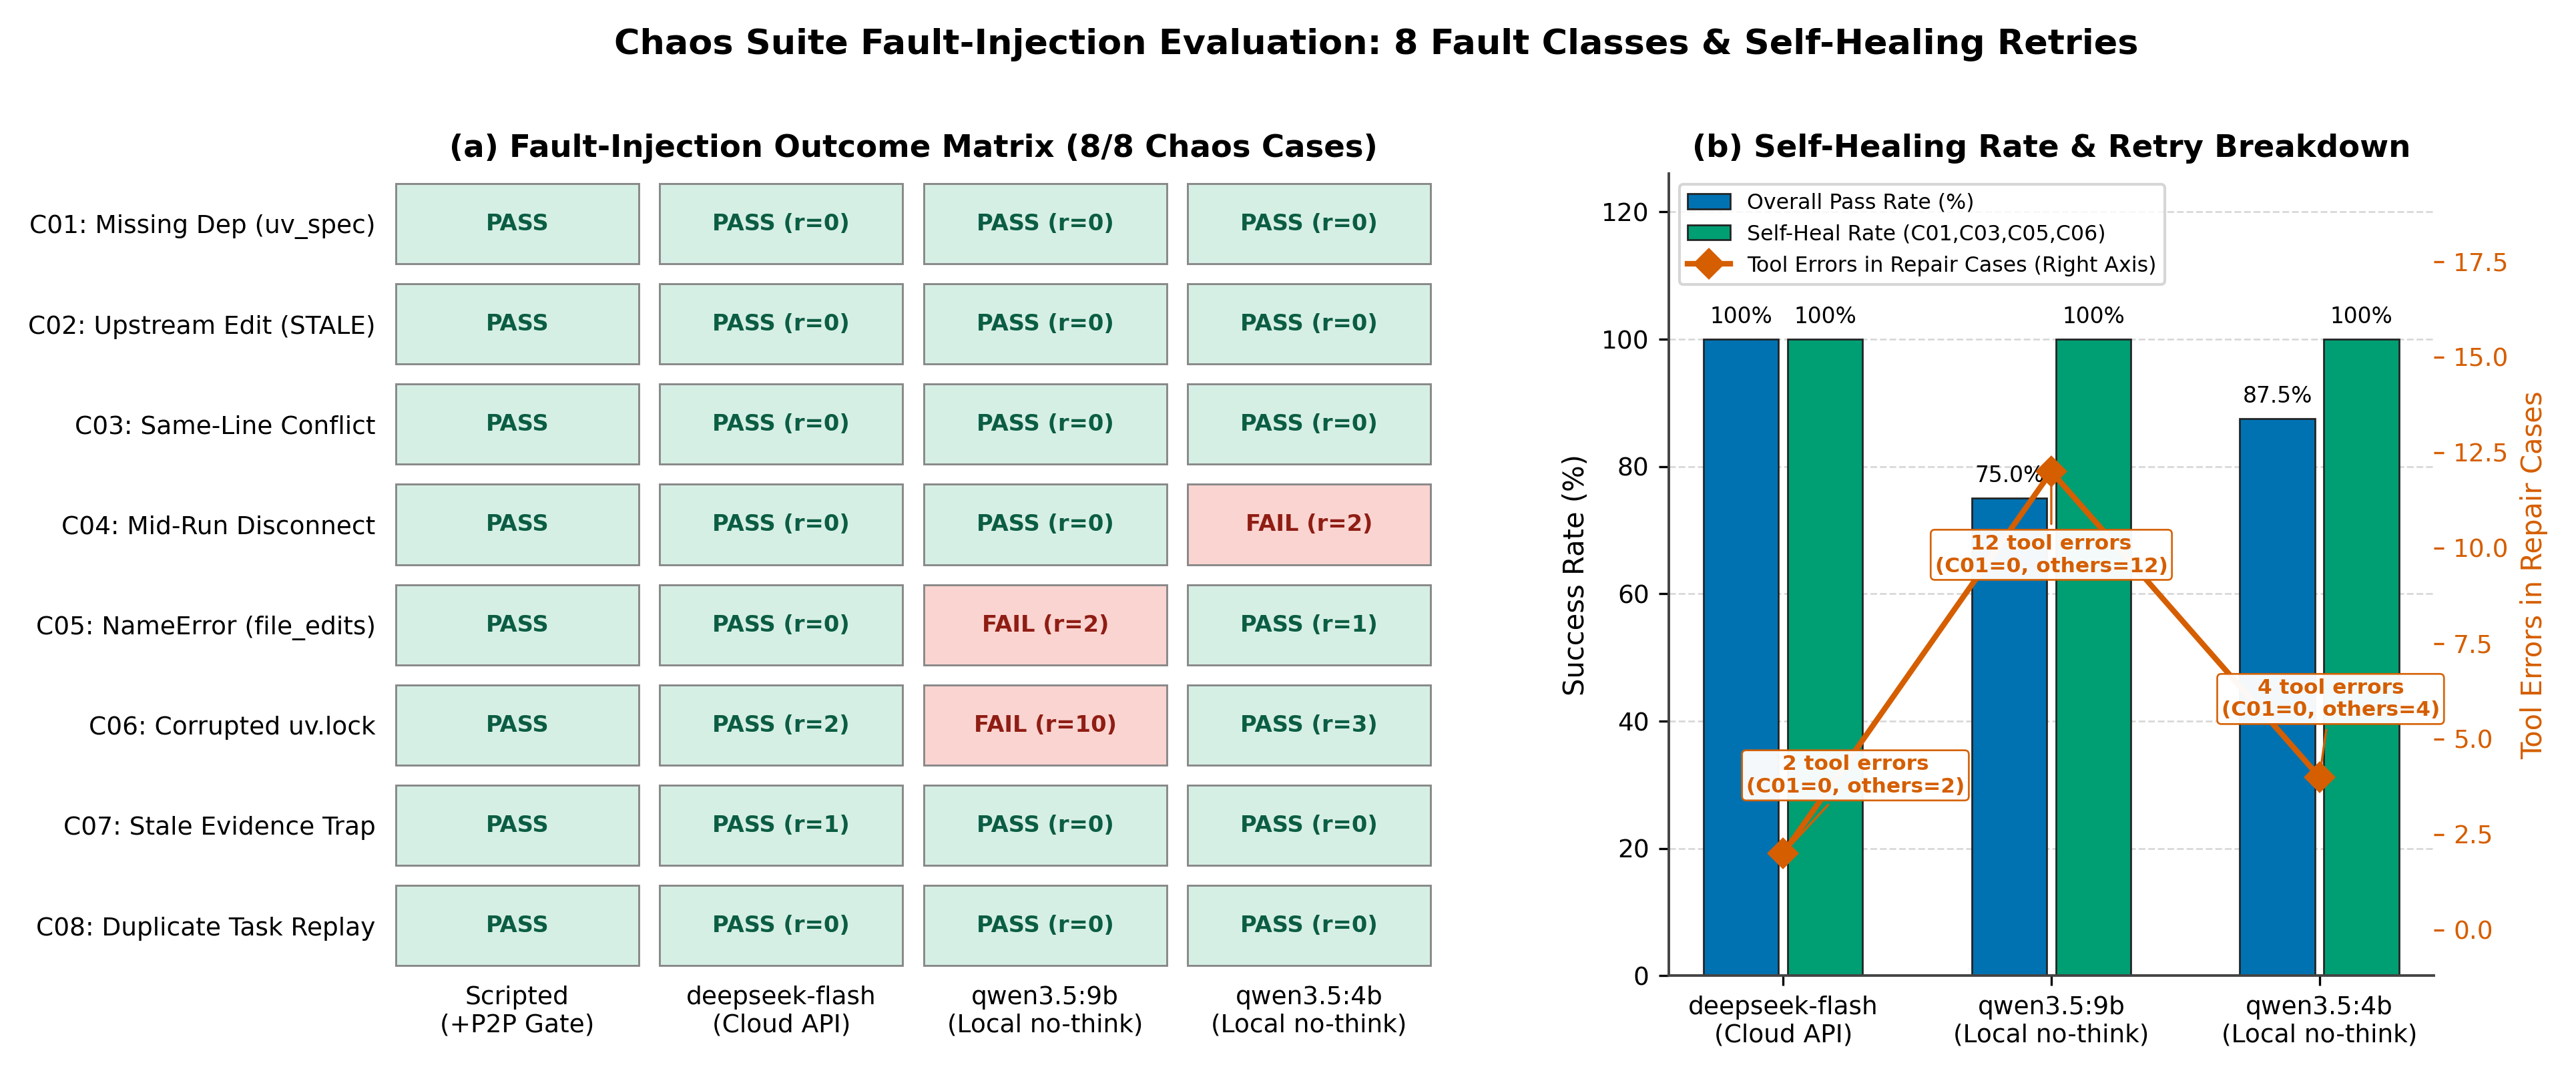 Chaos Suite Fault-Injection Evaluation: 8 Fault Classes & Self-Healing Retries
(a) Fault-Injection Outcome Matrix (8/8 Chaos Cases)
C01: Missing Dep (uv_spec) PASS PASS (r=0) PASS (r=0) PASS (r=0)
C02: Upstream Edit (STALE) PASS PASS (r=0) PASS (r=0) PASS (r=0)
C03: Same-Line Conflict PASS PASS (r=0) PASS (r=0) PASS (r=0)
C04: Mid-Run Disconnect PASS PASS (r=0) PASS (r=0) FAIL (r=2)
C05: NameError (file_edits) PASS PASS (r=0) FAIL (r=2) PASS (r=1)
C06: Corrupted uv.lock PASS PASS (r=2) FAIL (r=10) PASS (r=3)
C07: Stale Evidence Trap PASS PASS (r=1) PASS (r=0) PASS (r=0)
C08: Duplicate Task Replay PASS PASS (r=0) PASS (r=0) PASS (r=0)
Scripted deepseek-flash qwen3.5:9b qwen3.5:4b
(+P2P Gate) (Cloud API) (Local no-think) (Local no-think)
(b) Self-Healing Rate & Retry Breakdown
Overall Pass Rate (%)
Self-Heal Rate (C01,C03,C05,C06)
Tool Errors in Repair Cases (Right Axis)
Success Rate (%)
120
100
80
60
40
20
0
100% 100% 100% 100%
87.5%
75.0%
12 tool errors
(C01=0, others=12)
4 tool errors
(C01=0, others=4)
2 tool errors
(C01=0, others=2)
17.5
15.0
12.5
10.0
7.5
5.0
2.5
0.0
Tool Errors in Repair Cases
deepseek-flash qwen3.5:9b qwen3.5:4b
(Cloud API) (Local no-think) (Local no-think)